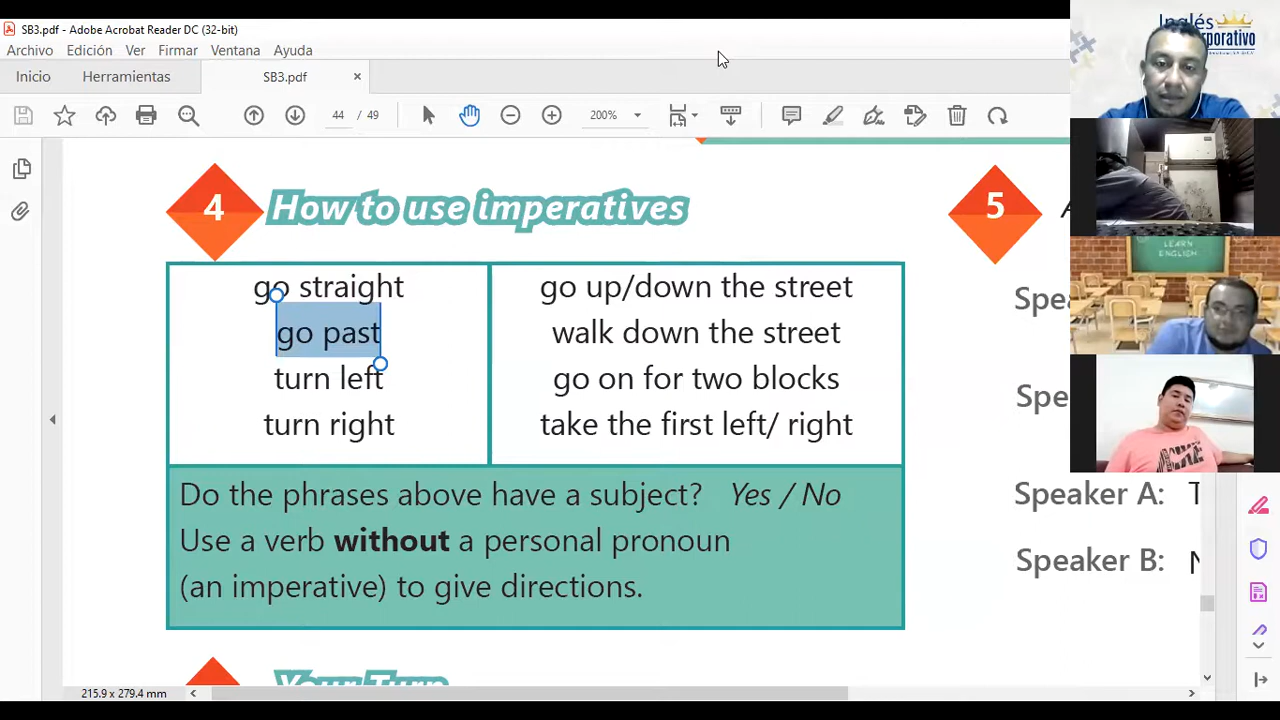 SB3.pdf - Adobe Acrobat Reader DC (32-bit)
Archivo Edición Ver Firmar Ventana Ayuda
Inicio Herramientas SB3.pdf ×
44 / 49 200%
4 How to use imperatives
go straight
go past
turn left
turn right
go up/down the street
walk down the street
go on for two blocks
take the first left/ right
Do the phrases above have a subject? Yes / No
Use a verb without a personal pronoun
(an imperative) to give directions.
5
Speaker A:
Speaker B:
215.9 x 279.4 mm
Inglés
LEARN
ENGLISH